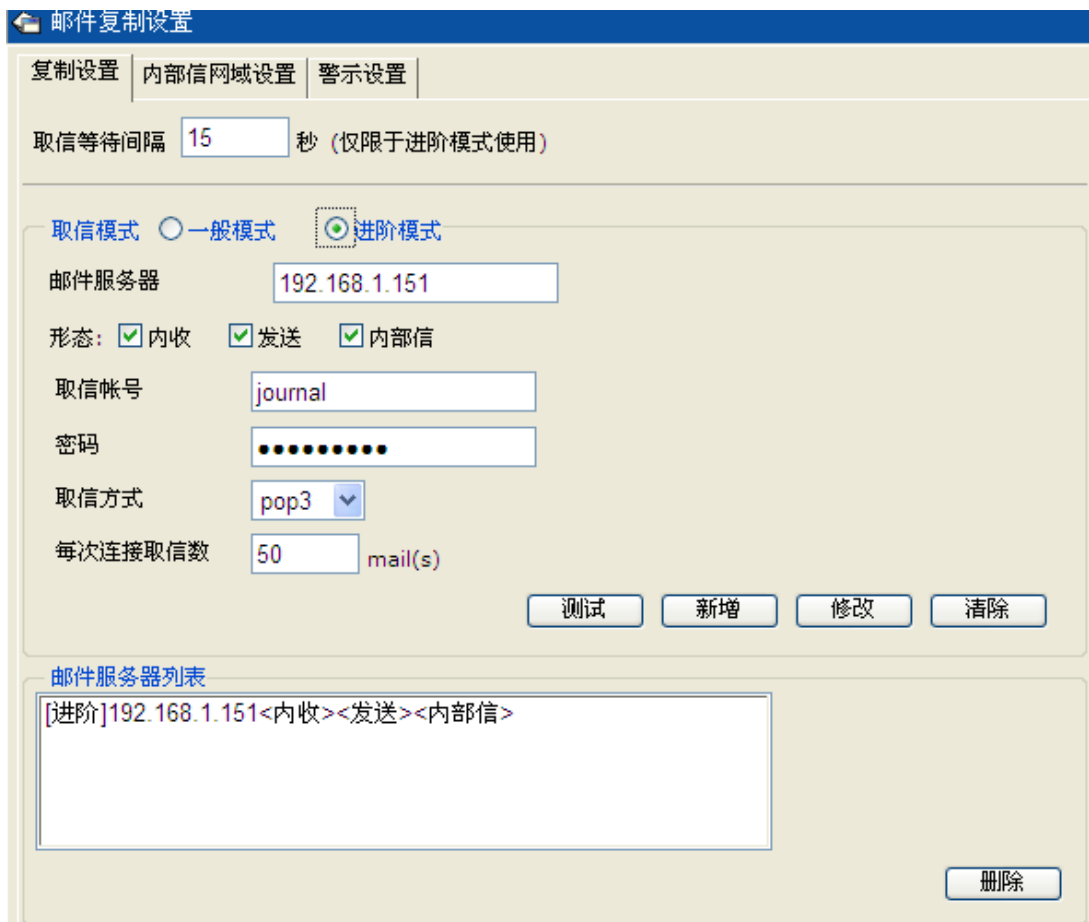 邮件复制设置
复制设置 内部信网域设置 警示设置
取信等待间隔 15 秒 (仅限于进阶模式使用)
取信模式 一般模式 进阶模式
邮件服务器 192.168.1.151
形态: 内收 发送 内部信
取信帐号 journal
密码 ●●●●●●●●●
取信方式 pop3
每次连接取信数 50 mail(s)
测试 新增 修改 清除
邮件服务器列表
[进阶]192.168.1.151<内收><发送><内部信>
删除